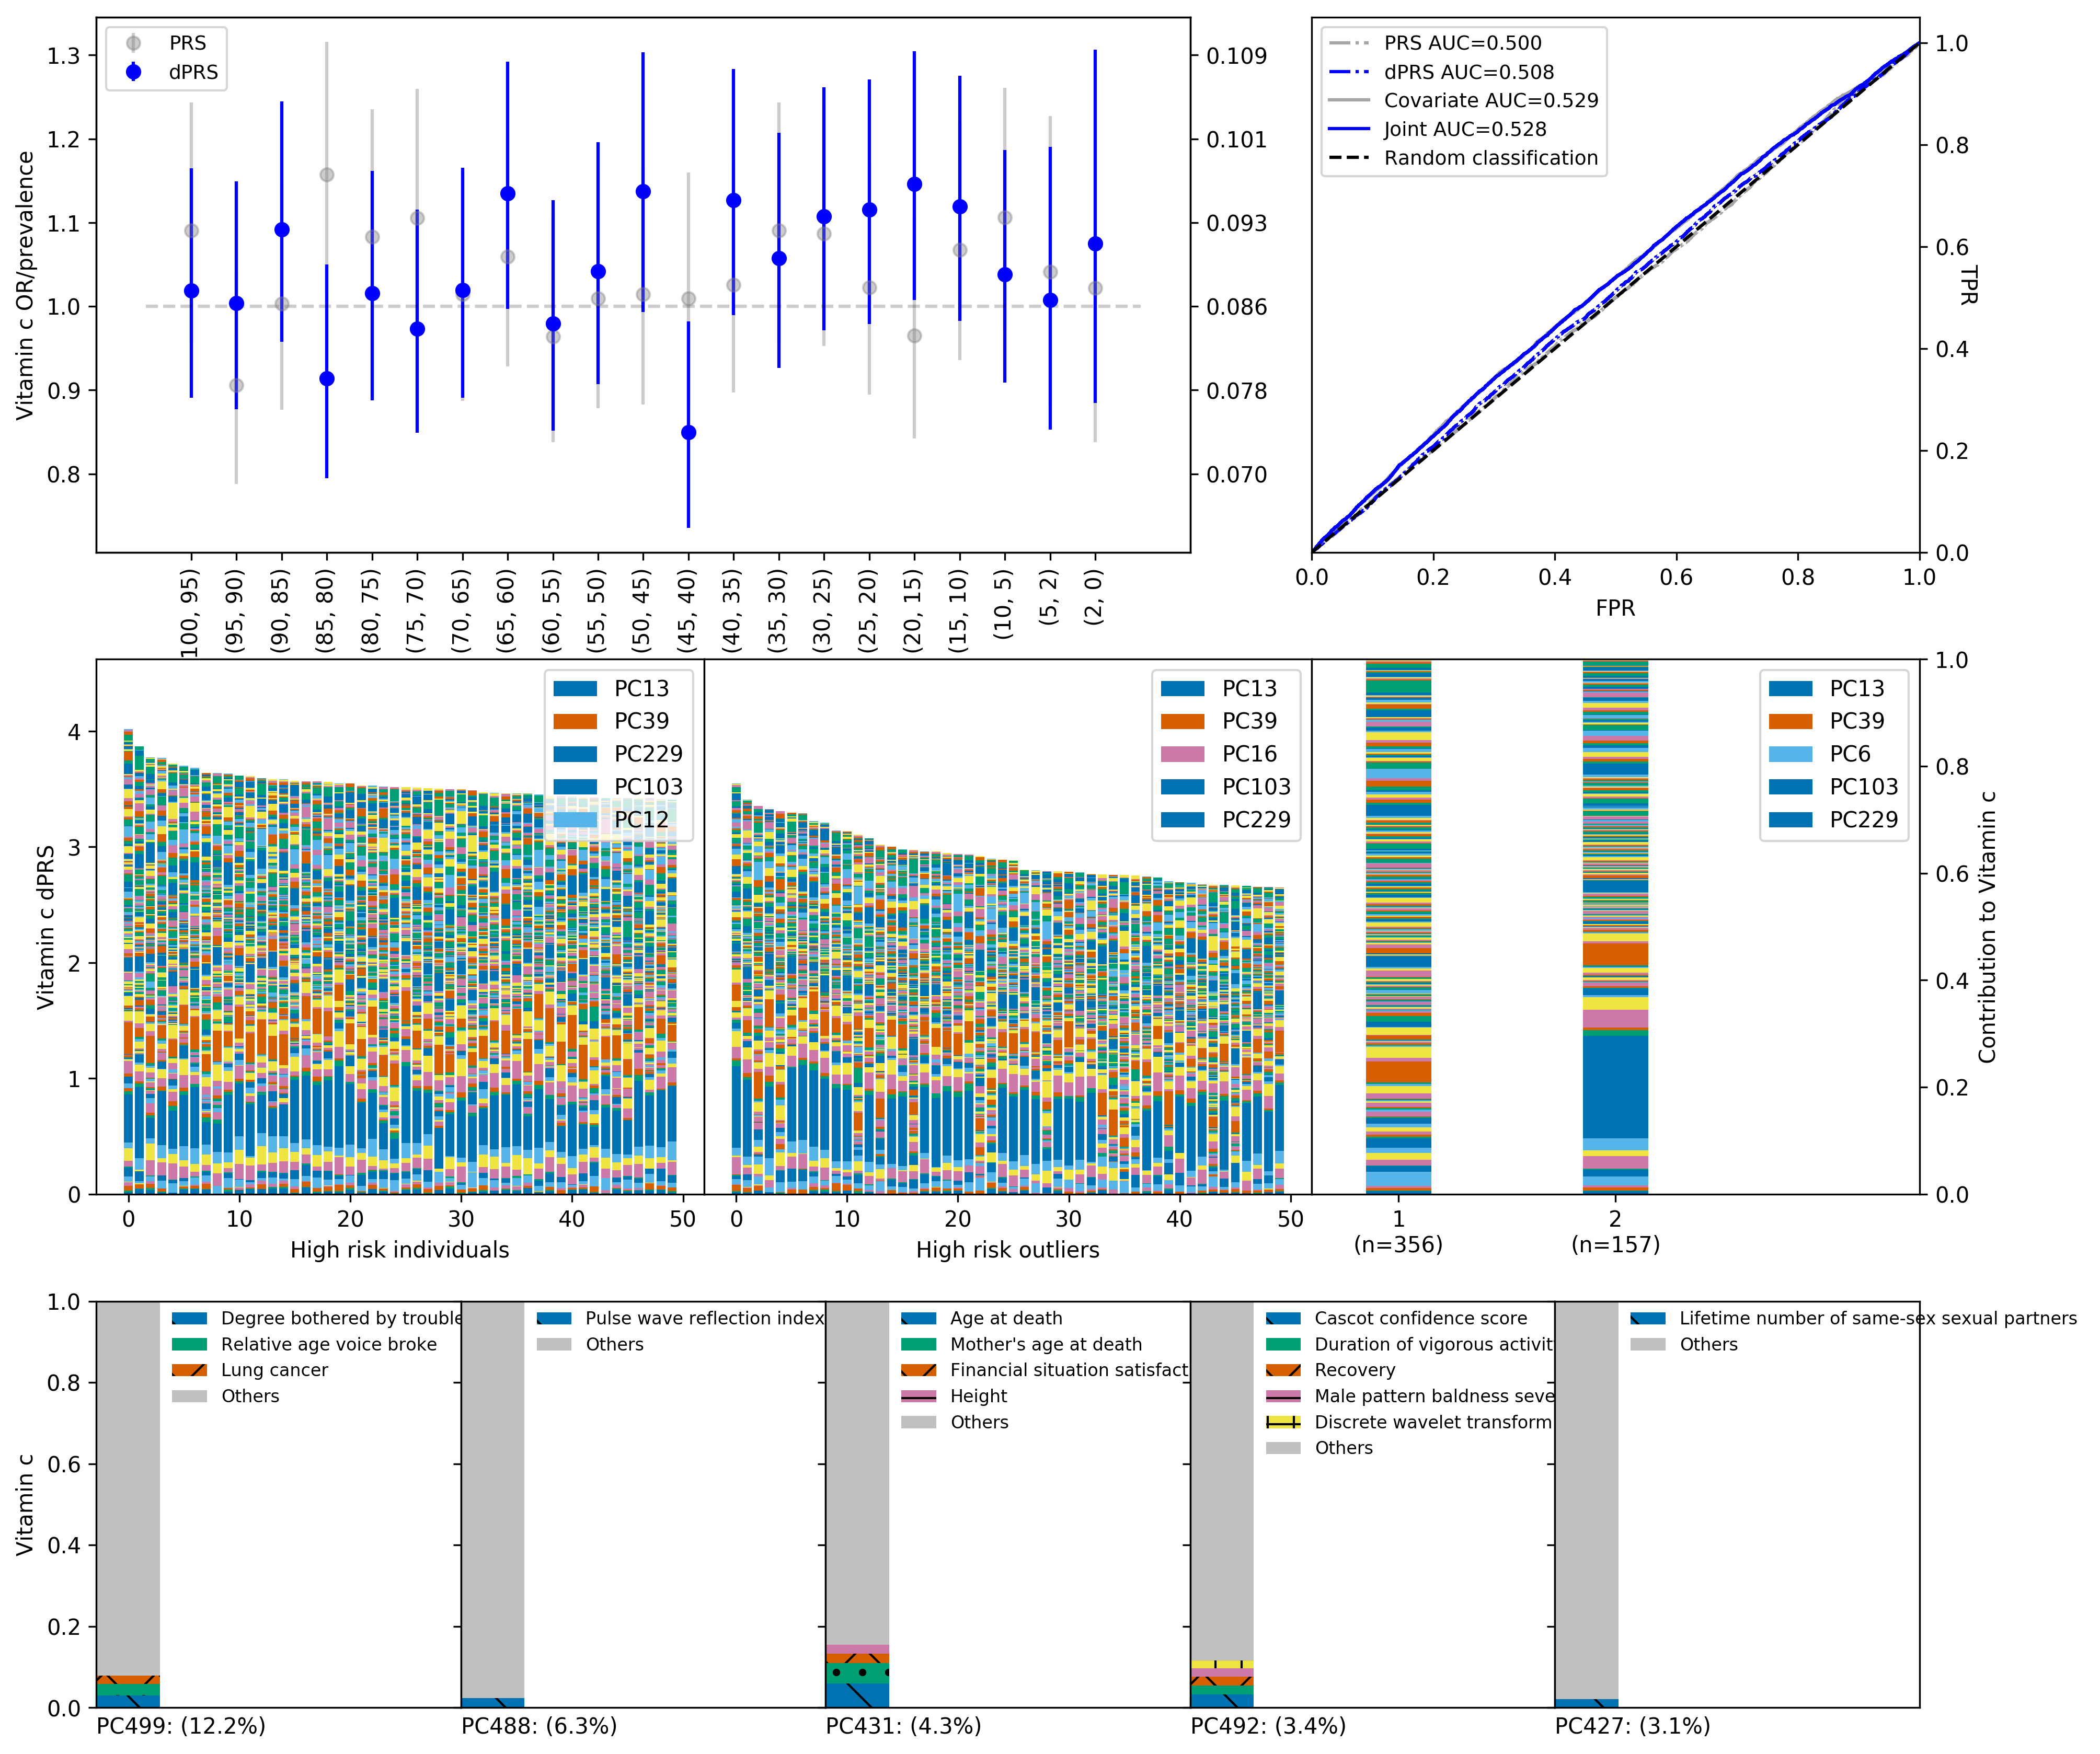 PRS
dPRS
1.3
1.2
1.1
1.0
0.9
0.8
Vitamin c OR/prevalence
0.109
0.101
0.093
0.086
0.078
0.070
100, 95)
(95, 90)
(90, 85)
(85, 80)
(80, 75)
(75, 70)
(70, 65)
(65, 60)
(60, 55)
(55, 50)
(50, 45)
(45, 40)
(40, 35)
(35, 30)
(30, 25)
(25, 20)
(20, 15)
(15, 10)
(10, 5)
(5, 2)
(2, 0)
PRS AUC=0.500
dPRS AUC=0.508
Covariate AUC=0.529
Joint AUC=0.528
Random classification
1.0
0.8
0.6
0.4
0.2
0.0
TPR
0.0 0.2 0.4 0.6 0.8 1.0
FPR
Vitamin c dPRS
4
3
2
1
0
PC13
PC39
PC229
PC103
PC12
0 10 20 30 40 50
High risk individuals
PC13
PC39
PC16
PC103
PC229
0 10 20 30 40 50
High risk outliers
PC13
PC39
PC6
PC103
PC229
1
(n=356)
2
(n=157)
1.0
0.8
0.6
0.4
0.2
0.0
Contribution to Vitamin c
Vitamin c
1.0
0.8
0.6
0.4
0.2
0.0
Degree bothered by trouble
Relative age voice broke
Lung cancer
Others
PC499: (12.2%)
Pulse wave reflection index
Others
PC488: (6.3%)
Age at death
Mother's age at death
Financial situation satisfact
Height
Others
PC431: (4.3%)
Cascot confidence score
Duration of vigorous activit
Recovery
Male pattern baldness seve
Discrete wavelet transform
Others
PC492: (3.4%)
Lifetime number of same-sex sexual partners
Others
PC427: (3.1%)